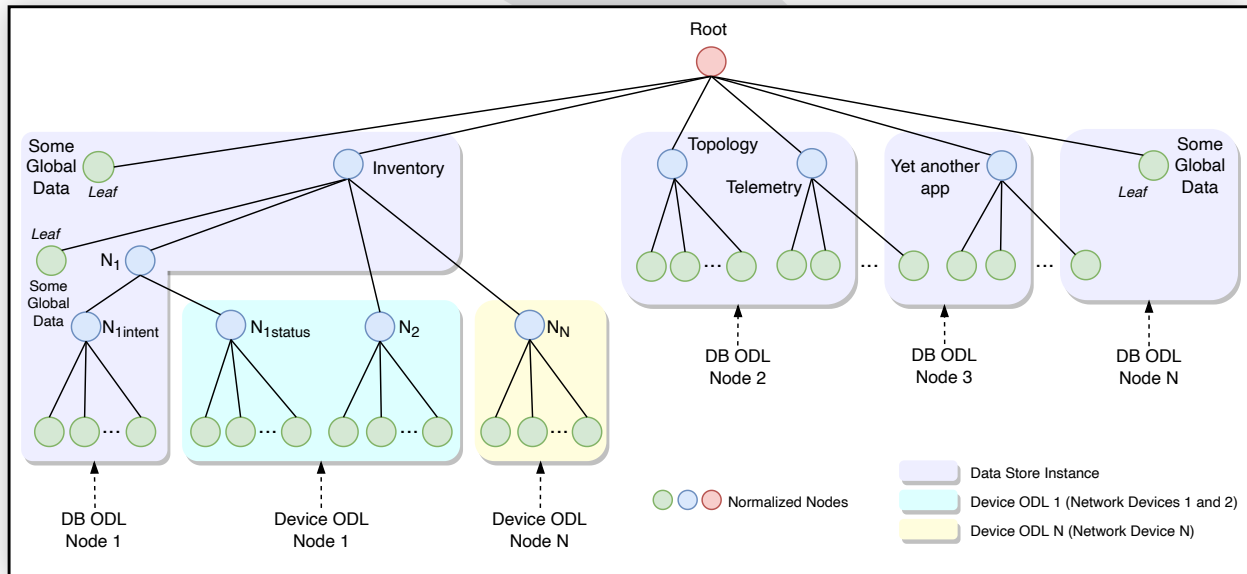 Root
Some
Global
Data
Leaf
Inventory
Topology
Telemetry
Yet another
app
Some
Global
Data
Leaf
Leaf
N1
Some
Global
Data
...
...
...
...
N1intent
N1status
N2
NN
DB ODL
Node 2
DB ODL
Node 3
DB ODL
Node N
...
...
...
...
DB ODL
Node 1
Device ODL
Node 1
Device ODL
Node N
Normalized Nodes
Data Store Instance
Device ODL 1 (Network Devices 1 and 2)
Device ODL N (Network Device N)